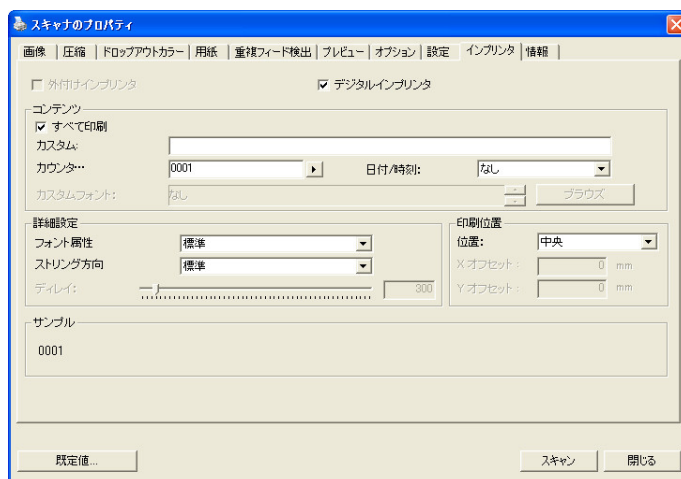 スキャナのプロパティ
画像 圧縮 ドロップアウトカラー 用紙 重複フィード検出 プレビュー オプション 設定 インプリンタ 情報
外付けインプリンタ デジタルインプリンタ
コンテンツ
すべて印刷
カスタム:
カウンタ… 0001 日付/時刻: なし
カスタムフォント: なし ブラウズ
詳細設定 印刷位置
フォント属性 標準 位置: 中央
ストリング方向 標準 Xオフセット: 0 mm
ディレイ: 300 Yオフセット: 0 mm
サンプル
0001
既定値... スキャン 閉じる